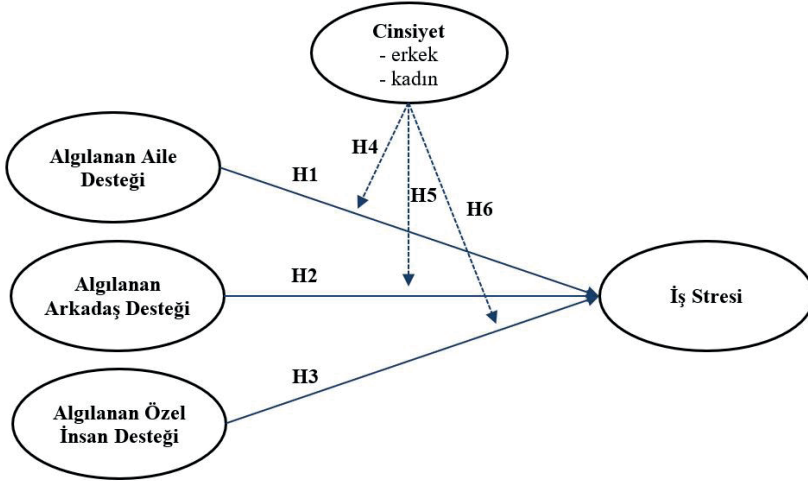 Cinsiyet
- erkek
- kadın
Algılanan Aile
Desteği
H1
H4
H5
H6
Algılanan
Arkadaş Desteği
H2
İş Stresi
H3
Algılanan Özel
İnsan Desteği